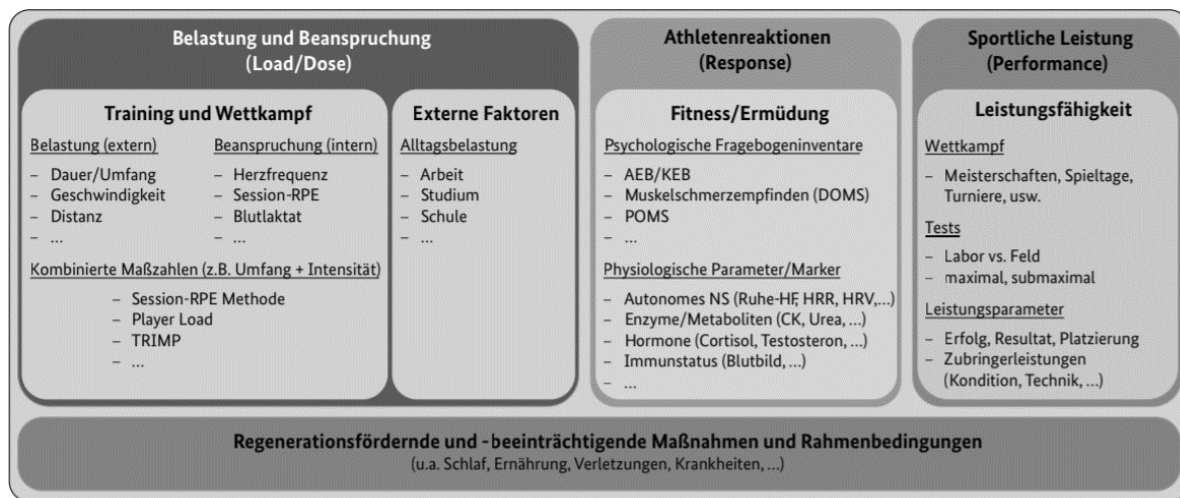 Belastung und Beanspruchung
(Load/Dose)
Training und Wettkampf
Belastung (extern)
– Dauer/Umfang
– Geschwindigkeit
– Distanz
– ...
Beanspruchung (intern)
– Herzfrequenz
– Session-RPE
– Blutlaktat
– ...
Kombinierte Maßzahlen (z.B. Umfang + Intensität)
– Session-RPE Methode
– Player Load
– TRIMP
– ...
Externe Faktoren
Alltagsbelastung
– Arbeit
– Studium
– Schule
– ...
Athletenreaktionen
(Response)
Fitness/Ermüdung
Psychologische Fragebogeninventare
– AEB/KEB
– Muskelschmerzempfinden (DOMS)
– POMS
– ...
Physiologische Parameter/Marker
– Autonomes NS (Ruhe-HF, HRR, HRV,...)
– Enzyme/Metaboliten (CK, Urea, ...)
– Hormone (Cortisol, Testosteron, ...)
– Immunstatus (Blutbild, ...)
– ...
Sportliche Leistung
(Performance)
Leistungsfähigkeit
Wettkampf
– Meisterschaften, Spieltage,
Turniere, usw.
Tests
– Labor vs. Feld
– maximal, submaximal
Leistungsparameter
– Erfolg, Resultat, Platzierung
– Zubringerleistungen
(Kondition, Technik, ...)
Regenerationsfördernde und -beeinträchtigende Maßnahmen und Rahmenbedingungen
(u.a. Schlaf, Ernährung, Verletzungen, Krankheiten, ...)